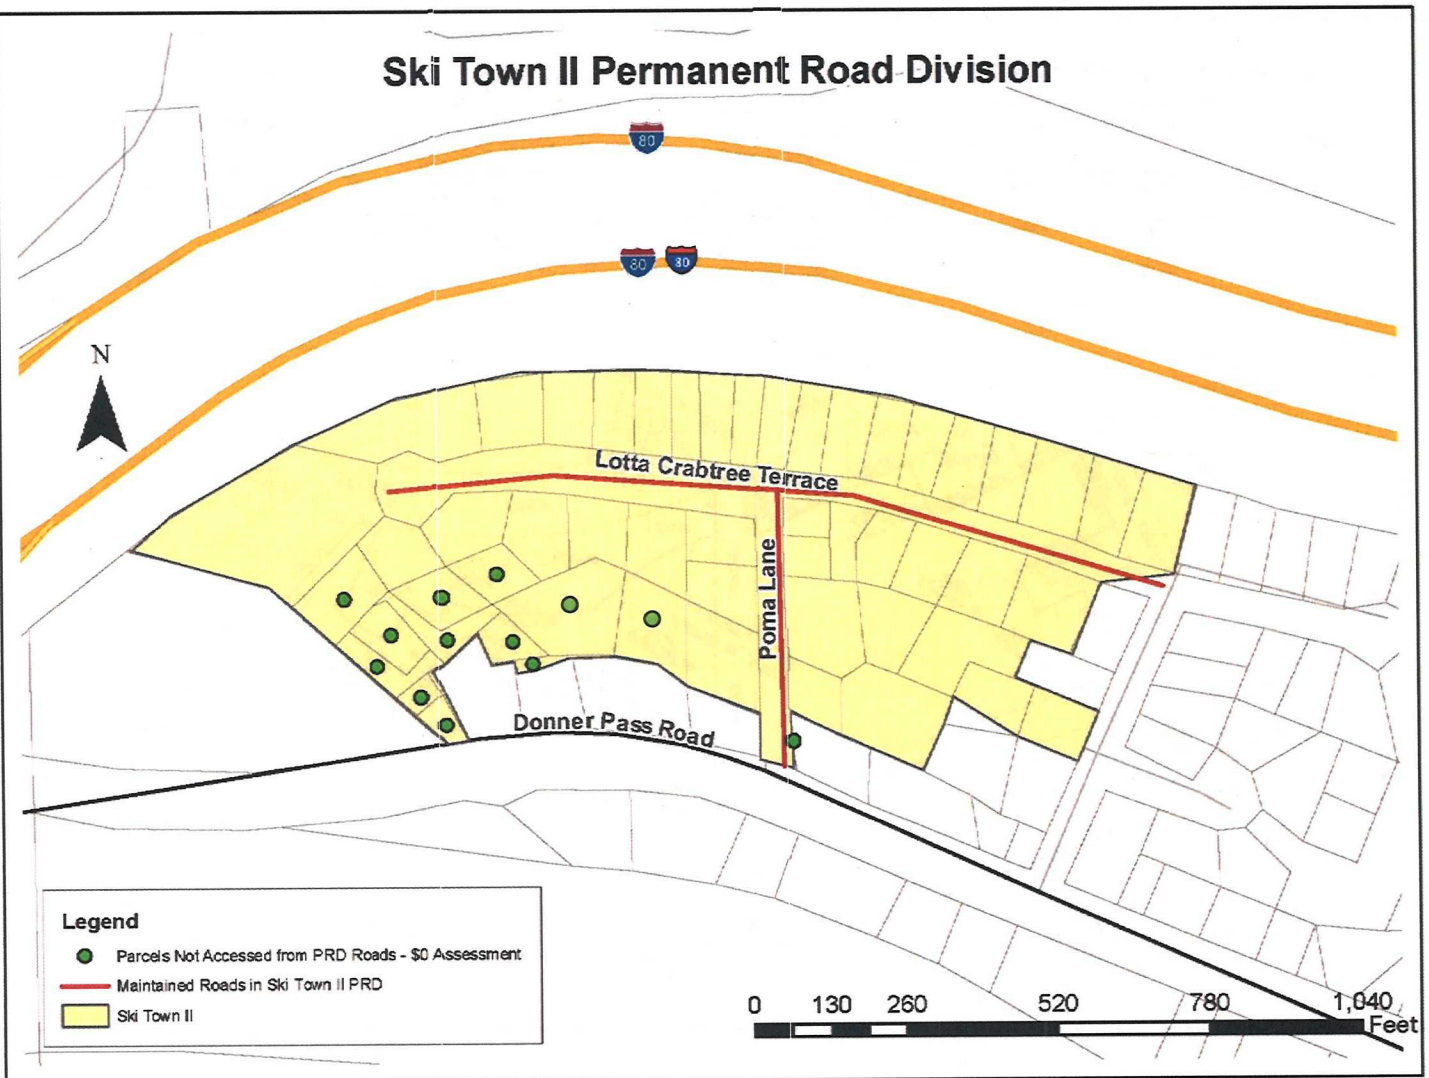 Ski Town II Permanent Road Division
80
80 80
N
Lotta Crabtree Terrace
Poma Lane
Donner Pass Road
Legend
Parcels Not Accessed from PRD Roads - $0 Assessment
Maintained Roads in Ski Town II PRD
Ski Town II
0 130 260 520 780 1,040
Feet